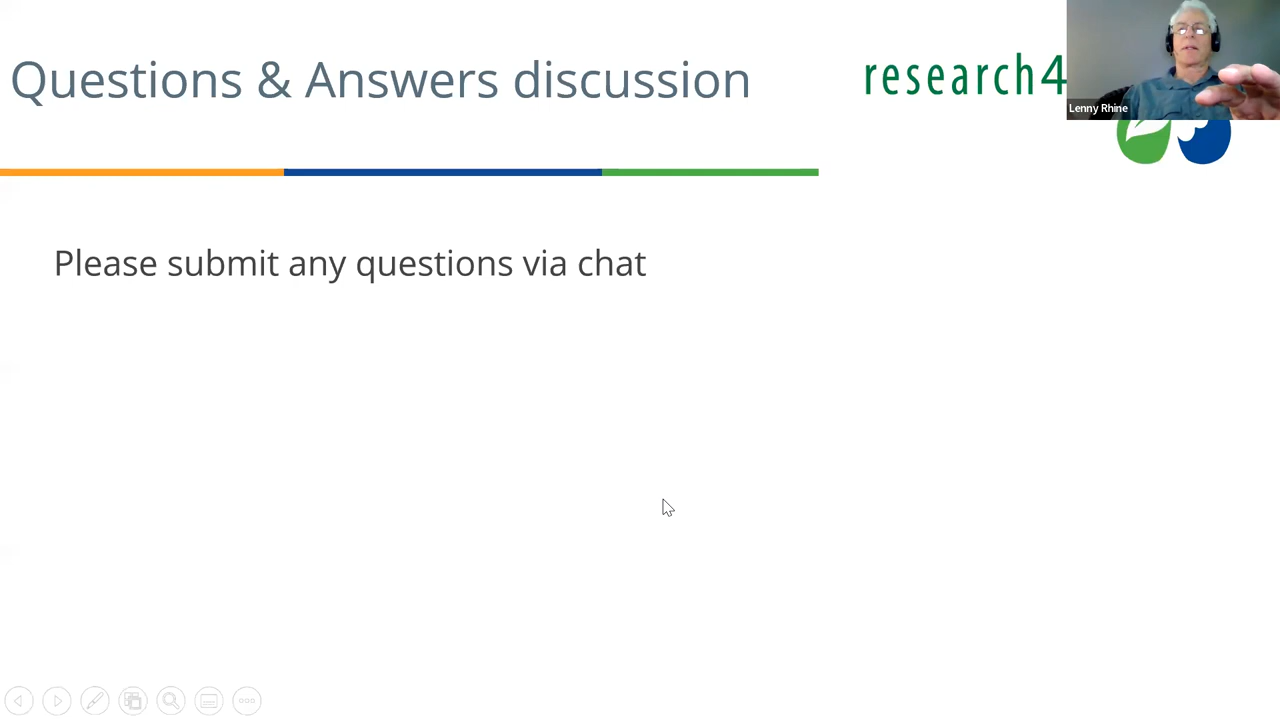 Questions & Answers discussion
research4
Lenny Rhine
Please submit any questions via chat